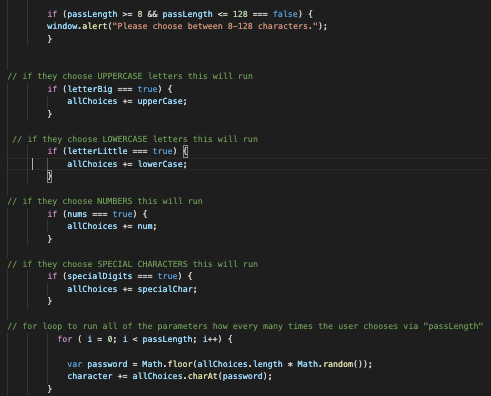 if (passLength >= 8 && passLength <= 128 === false) {
window.alert("Please choose between 8-128 characters.");
}
// if they choose UPPERCASE letters this will run
if (letterBig === true) {
allChoices += upperCase;
}
// if they choose LOWERCASE letters this will run
if (letterLittle === true) {
allChoices += lowerCase;
}
// if they choose NUMBERS this will run
if (nums === true) {
allChoices += num;
}
// if they choose SPECIAL CHARACTERS this will run
if (specialDigits === true) {
allChoices += specialChar;
}
// for loop to run all of the parameters how every many times the user chooses via "passLength"
for ( i = 0; i < passLength; i++) {
var password = Math.floor(allChoices.length * Math.random());
character += allChoices.charAt(password);
}